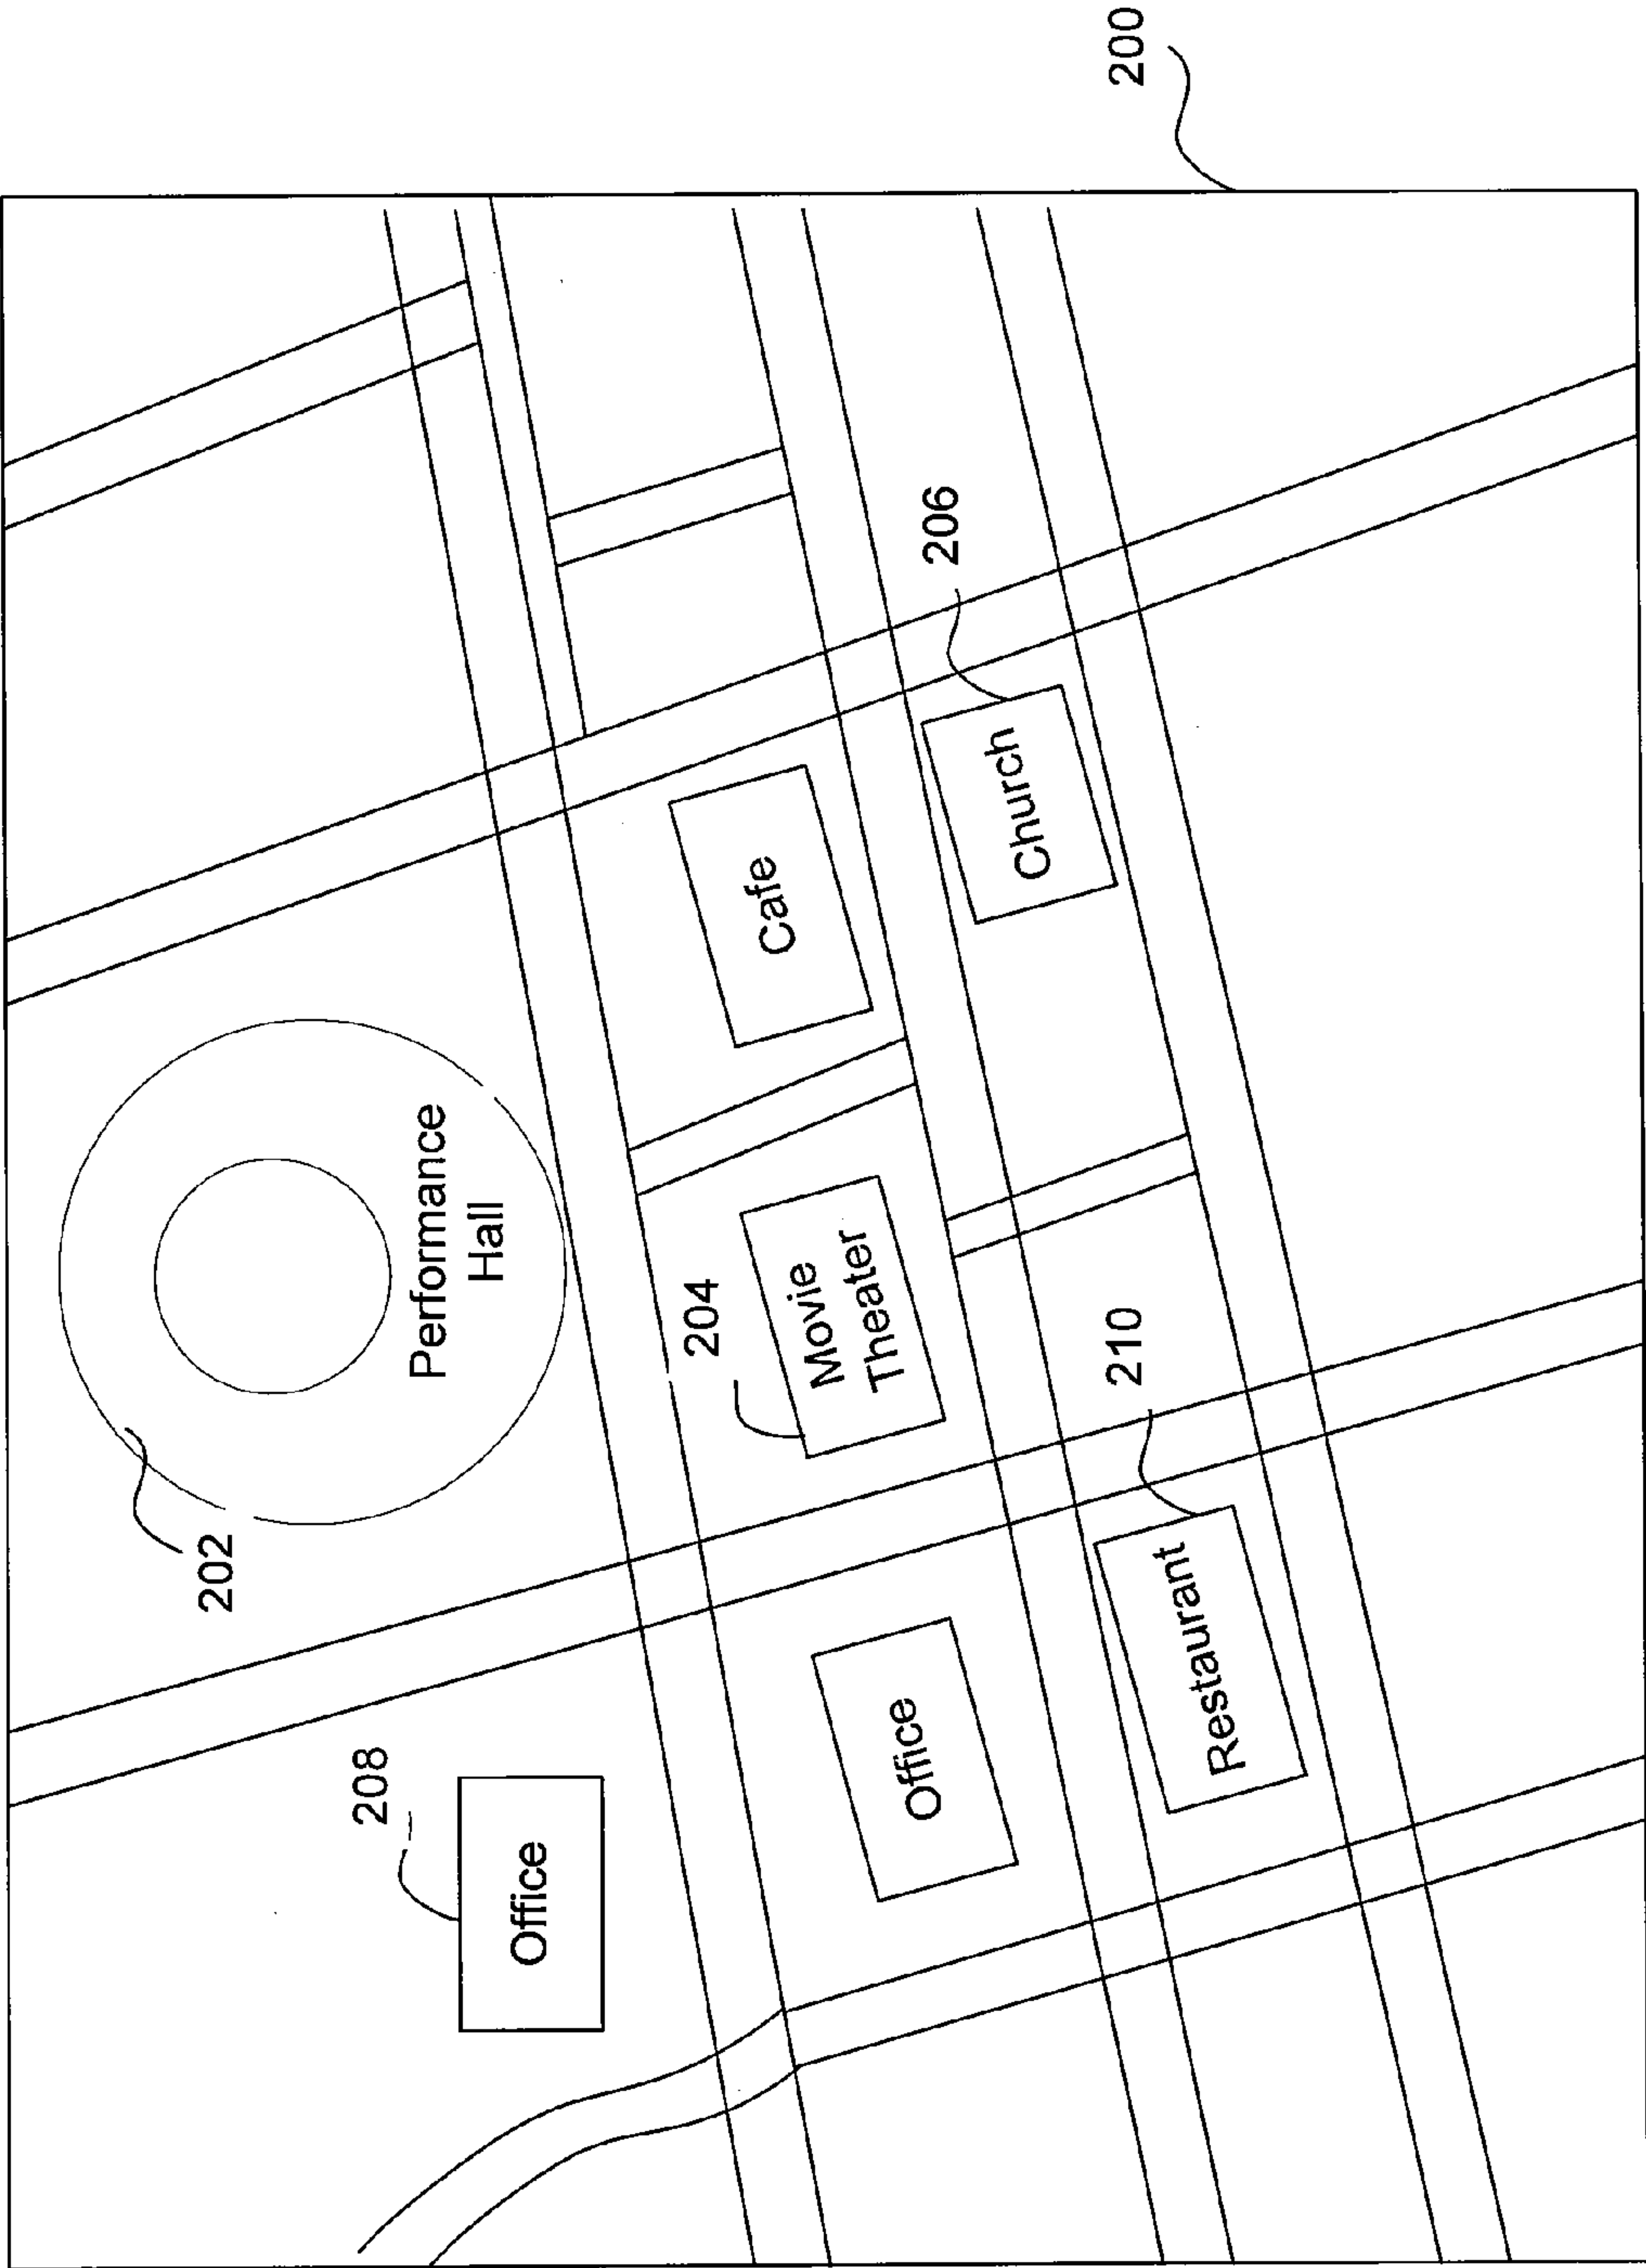 200
202
Performance
Hall
208
Office
204
Movie
Theater
Cafe
206
Church
Office
210
Restaurant